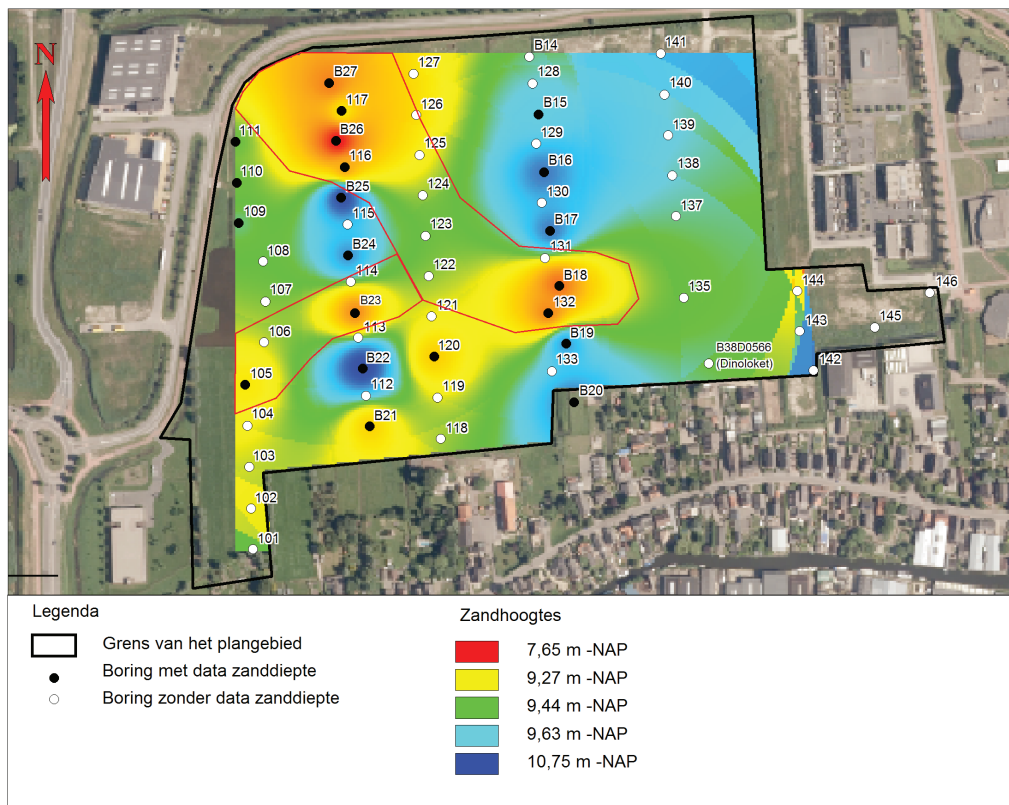 N
B14
141
B27
127
128
140
117
126
B15
111
B26
129
139
125
116
110
B16
138
B25
124
130
109
115
B17
137
123
B24
131
108
122
114
B18
144
146
107
B23
121
132
135
145
106
113
B19
143
120
B38D0566
(Dinoloket)
B22
133
142
105
112
119
B20
104
B21
118
103
102
101
Legenda
Grens van het plangebied
Boring met data zanddiepte
Boring zonder data zanddiepte
Zandhoogtes
7,65 m -NAP
9,27 m -NAP
9,44 m -NAP
9,63 m -NAP
10,75 m -NAP